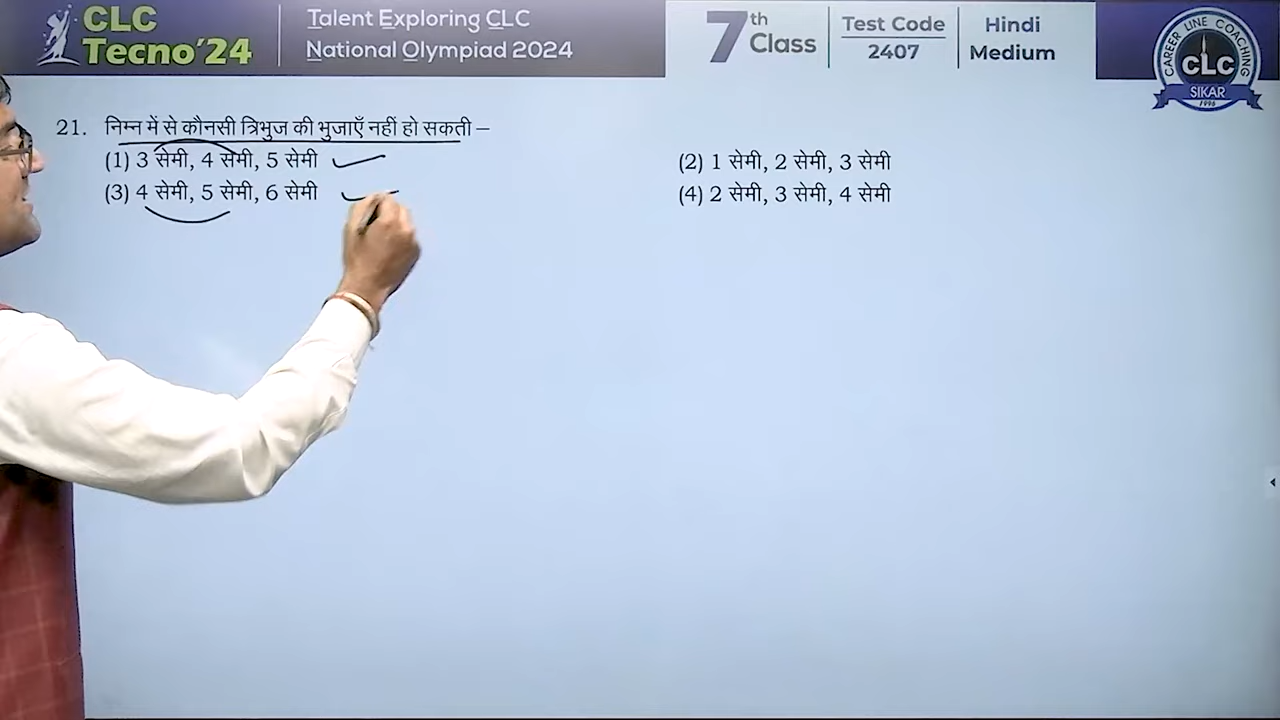 CLC
Tecno'24
Talent Exploring CLC
National Olympiad 2024
7th Class
Test Code
2407
Hindi
Medium
CAREER LINE COACHING
CLC
SIKAR
1996
21. निम्न में से कौनसी त्रिभुज की भुजाएँ नहीं हो सकती –
(1) 3 सेमी, 4 सेमी, 5 सेमी
(2) 1 सेमी, 2 सेमी, 3 सेमी
(3) 4 सेमी, 5 सेमी, 6 सेमी
(4) 2 सेमी, 3 सेमी, 4 सेमी